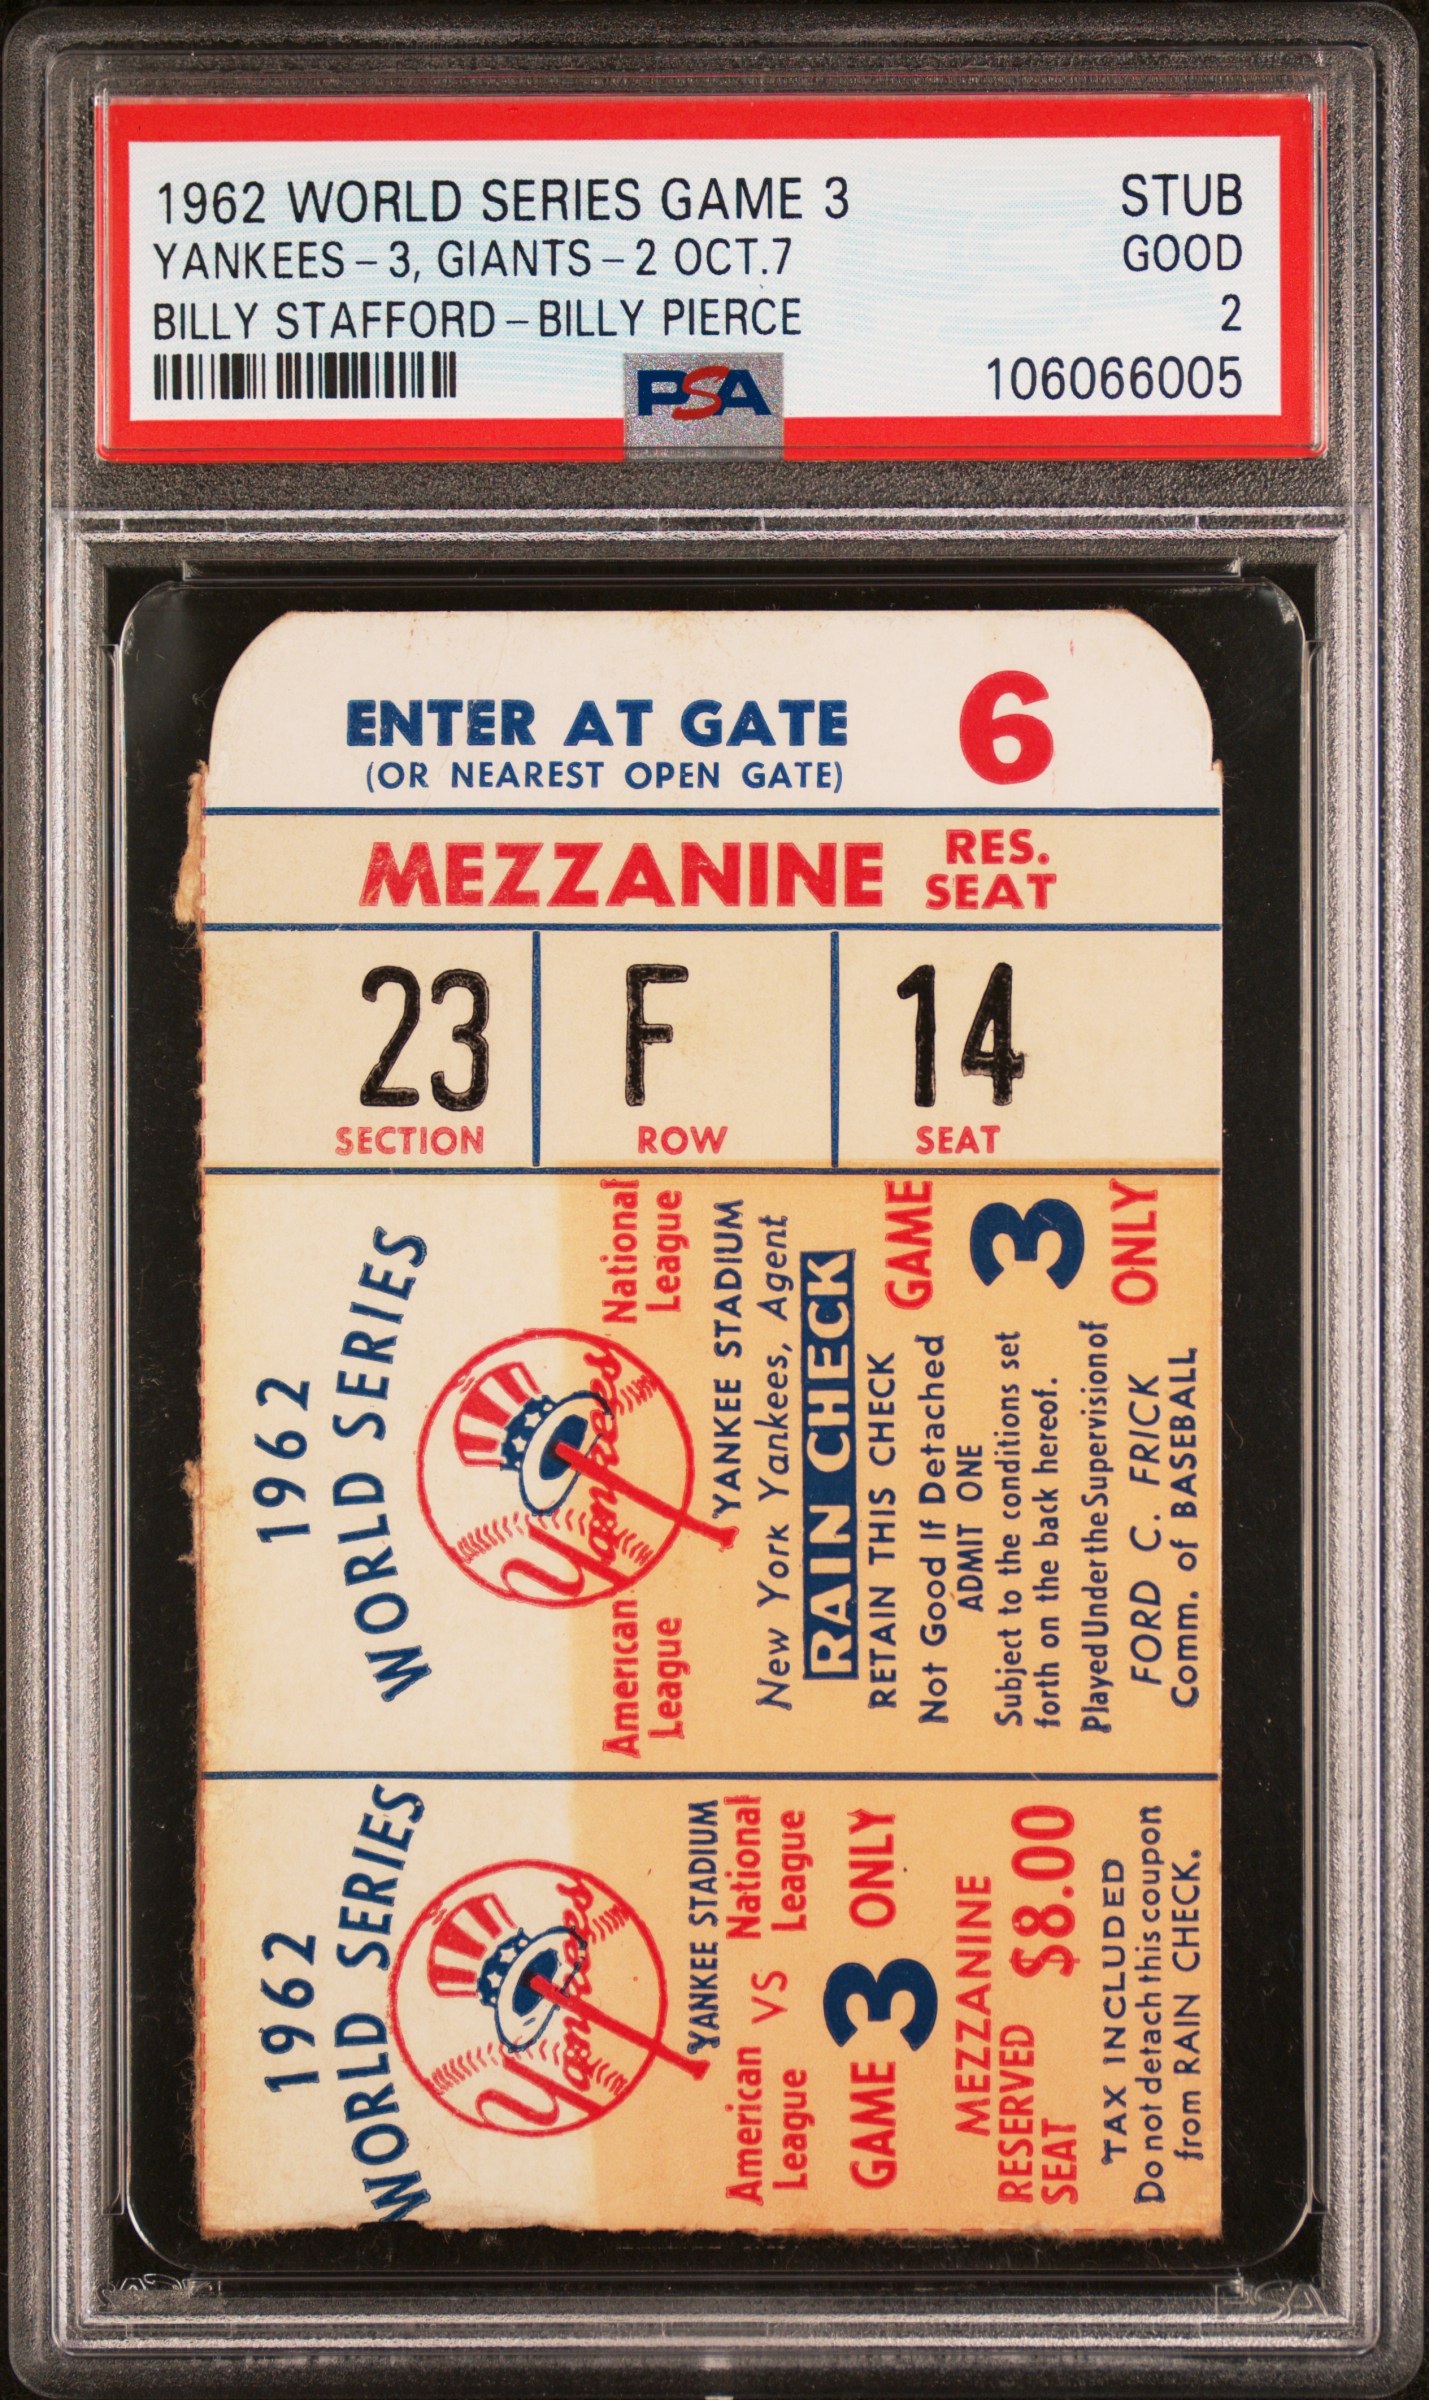 1962 WORLD SERIES GAME 3 STUB
YANKEES-3, GIANTS-2 OCT.7 GOOD
BILLY STAFFORD-BILLY PIERCE 2
PSA 106066005
ENTER AT GATE 6
(OR NEAREST OPEN GATE)
MEZZANINE RES. SEAT
23 F 14
SECTION ROW SEAT
1962
WORLD SERIES
Yankees
American League National League
YANKEE STADIUM
New York Yankees, Agent
RAIN CHECK
RETAIN THIS CHECK
Not Good If Detached
ADMIT ONE
Subject to the conditions set
forth on the back hereof.
Played Under the Supervision of
FORD C. FRICK
Comm. of BASEBALL
GAME
3
ONLY
1962
WORLD SERIES
Yankees
YANKEE STADIUM
American League VS National League
GAME 3 ONLY
MEZZANINE
RESERVED SEAT $8.00
TAX INCLUDED
Do not detach this coupon
from RAIN CHECK.
PSA